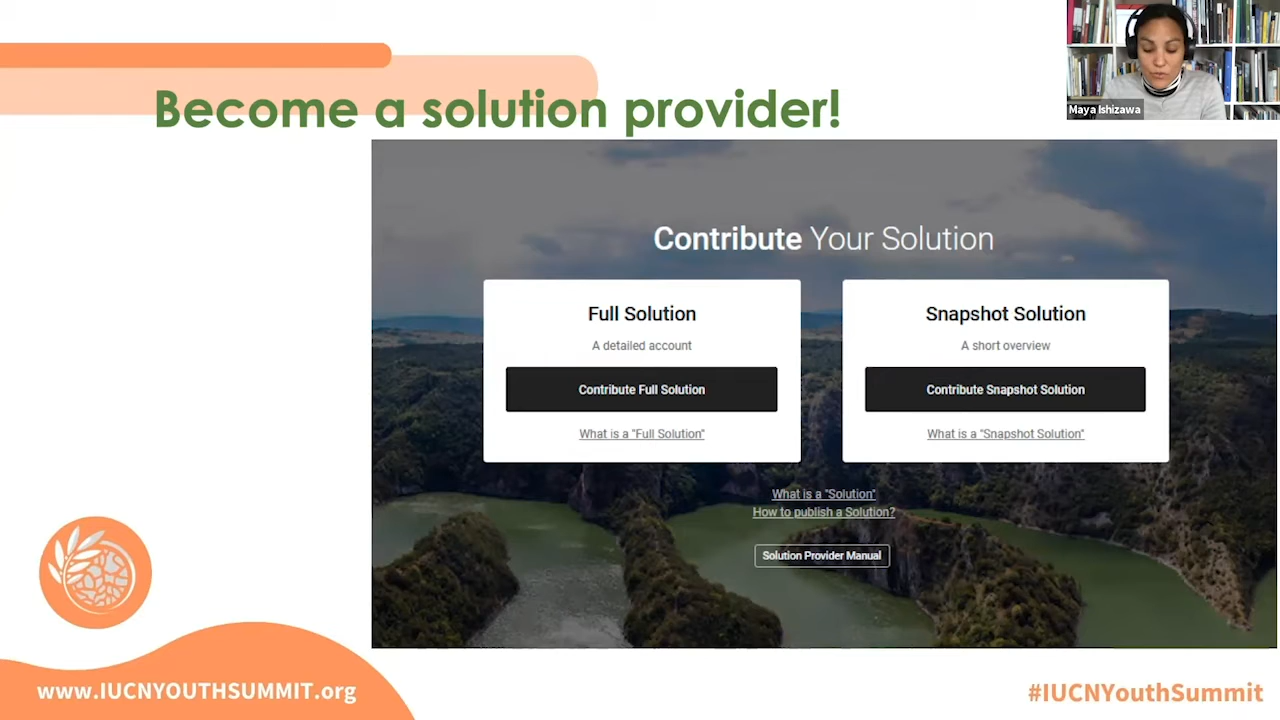 Become a solution provider!
Maya Ishizawa
Contribute Your Solution
Full Solution
A detailed account
Contribute Full Solution
What is a "Full Solution"
Snapshot Solution
A short overview
Contribute Snapshot Solution
What is a "Snapshot Solution"
What is a "Solution"
How to publish a Solution?
Solution Provider Manual
www.IUCNYOUTHSUMMIT.org
#IUCNYouthSummit